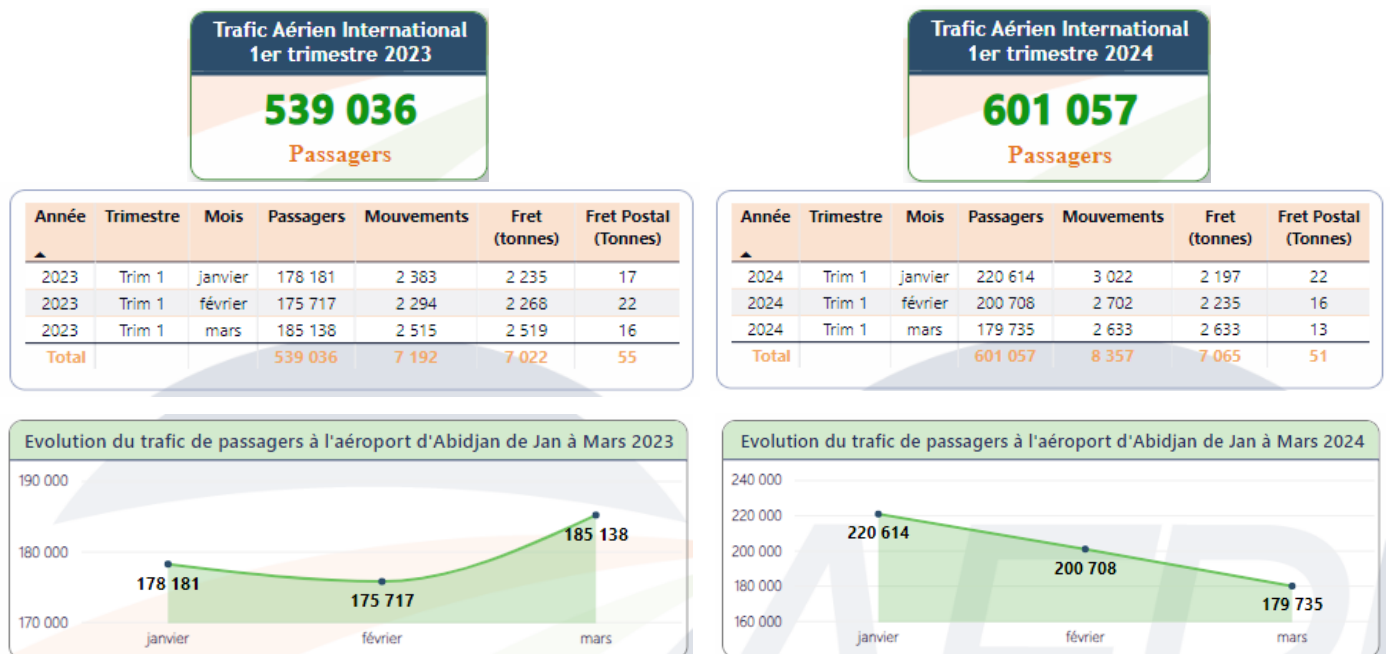 Trafic Aérien International
1er trimestre 2023
539 036
Passagers
Trafic Aérien International
1er trimestre 2024
601 057
Passagers
Année Trimestre Mois Passagers Mouvements Fret (tonnes) Fret Postal (Tonnes)
2023 Trim 1 janvier 178 181 2 383 2 235 17
2023 Trim 1 février 175 717 2 294 2 268 22
2023 Trim 1 mars 185 138 2 515 2 519 16
Total 539 036 7 192 7 022 55
Année Trimestre Mois Passagers Mouvements Fret (tonnes) Fret Postal (Tonnes)
2024 Trim 1 janvier 220 614 3 022 2 197 22
2024 Trim 1 février 200 708 2 702 2 235 16
2024 Trim 1 mars 179 735 2 633 2 633 13
Total 601 057 8 357 7 065 51
Evolution du trafic de passagers à l'aéroport d'Abidjan de Jan à Mars 2023
190 000
180 000
170 000
178 181
175 717
185 138
janvier février mars
Evolution du trafic de passagers à l'aéroport d'Abidjan de Jan à Mars 2024
240 000
220 000
200 000
180 000
160 000
220 614
200 708
179 735
janvier février mars